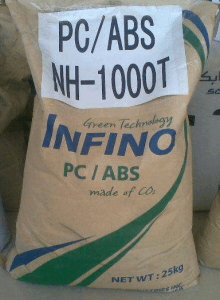 PC/ABS
NH-1000T
Green Technology
INFINO
PC / ABS
made of CO₂
NET WT : 25kg